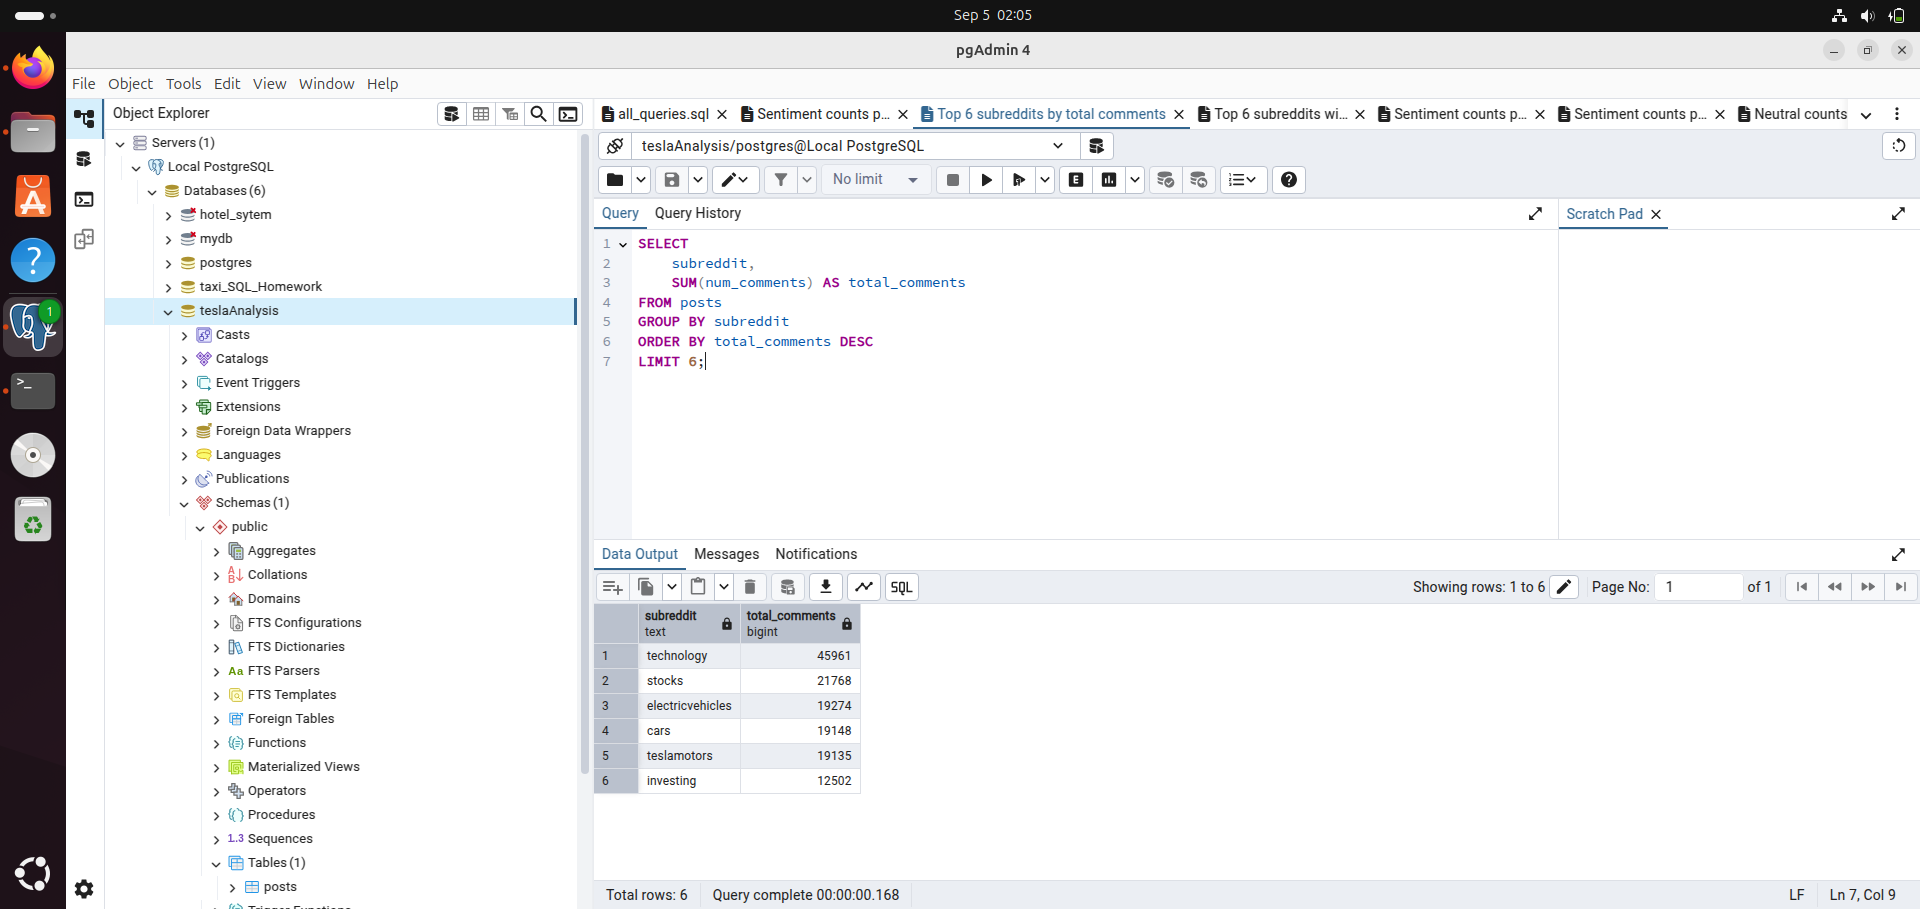 Sep 5 02:05
pgAdmin 4
File Object Tools Edit View Window Help
Object Explorer
all_queries.sql
Sentiment counts p...
Top 6 subreddits by total comments
Top 6 subreddits wi...
Sentiment counts p...
Sentiment counts p...
Neutral counts
Servers (1)
Local PostgreSQL
Databases (6)
hotel_sytem
mydb
postgres
taxi_SQL_Homework
teslaAnalysis
Casts
Catalogs
Event Triggers
Extensions
Foreign Data Wrappers
Languages
Publications
Schemas (1)
public
Aggregates
Collations
Domains
FTS Configurations
FTS Dictionaries
Aa FTS Parsers
FTS Templates
Foreign Tables
Functions
Materialized Views
Operators
Procedures
1..3 Sequences
Tables (1)
posts
Trigger Functions
1
teslaAnalysis/postgres@Local PostgreSQL
No limit
E
Query Query History
Scratch Pad
1 SELECT
2 subreddit,
3 SUM(num_comments) AS total_comments
4 FROM posts
5 GROUP BY subreddit
6 ORDER BY total_comments DESC
7 LIMIT 6;
Data Output Messages Notifications
SQL
Showing rows: 1 to 6
Page No: 1 of 1
subreddit total_comments
text bigint
1 technology 45961
2 stocks 21768
3 electricvehicles 19274
4 cars 19148
5 teslamotors 19135
6 investing 12502
Total rows: 6 Query complete 00:00:00.168 LF Ln 7, Col 9